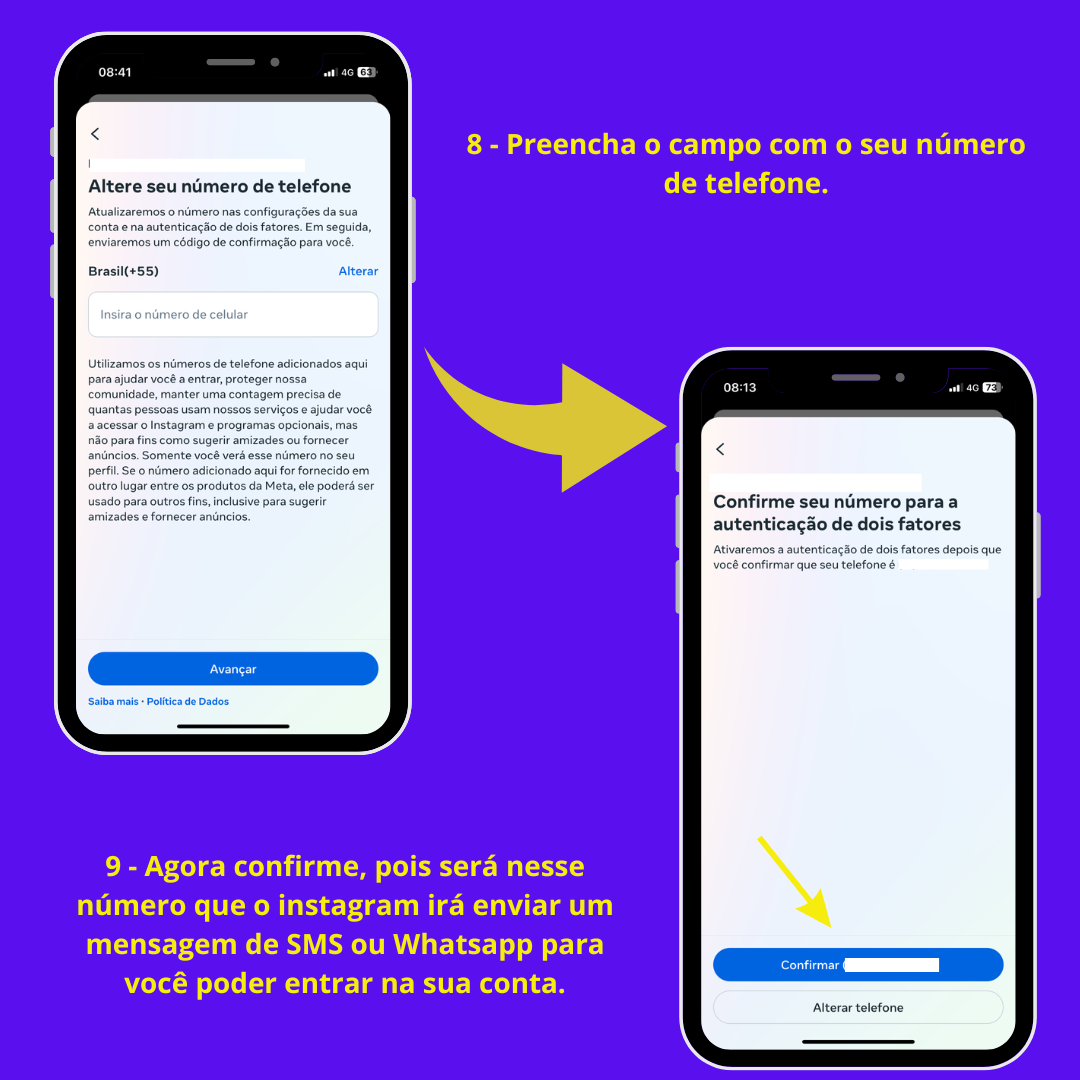 08:41
4G 63
Altere seu número de telefone
Atualizaremos o número nas configurações da sua
conta e na autenticação de dois fatores. Em seguida,
enviaremos um código de confirmação para você.
Brasil(+55) Alterar
Insira o número de celular
Utilizamos os números de telefone adicionados aqui
para ajudar você a entrar, proteger nossa
comunidade, manter uma contagem precisa de
quantas pessoas usam nossos serviços e ajudar você
a acessar o Instagram e programas opcionais, mas
não para fins como sugerir amizades ou fornecer
anúncios. Somente você verá esse número no seu
perfil. Se o número adicionado aqui for fornecido em
outro lugar entre os produtos da Meta, ele poderá ser
usado para outros fins, inclusive para sugerir
amizades e fornecer anúncios.
Avançar
Saiba mais • Política de Dados
8 - Preencha o campo com o seu número
de telefone.
08:13
4G 73
Confirme seu número para a
autenticação de dois fatores
Ativaremos a autenticação de dois fatores depois que
você confirmar que seu telefone é
Confirmar
Alterar telefone
9 - Agora confirme, pois será nesse
número que o instagram irá enviar um
mensagem de SMS ou Whatsapp para
você poder entrar na sua conta.